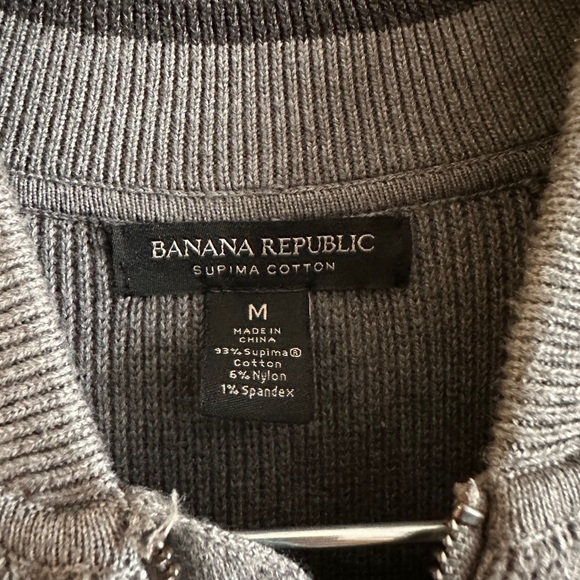 BANANA REPUBLIC
SUPIMA COTTON
M
MADE IN
CHINA
93% Supima®
Cotton
6% Nylon
1% Spandex